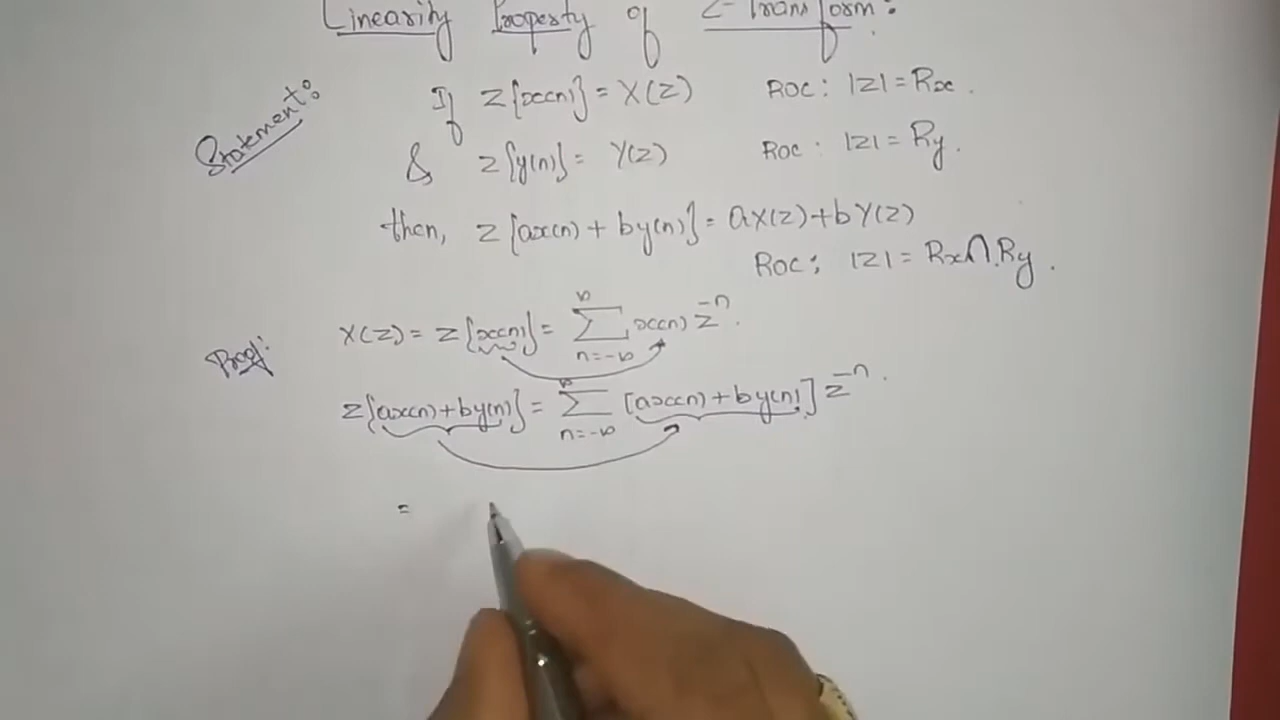 Linearity Property of Z-Transform:
Statement: If Z{x(n)} = X(Z) ROC: |Z| = Rx.
& Z{y(n)} = Y(Z) ROC: |Z| = Ry.
then, Z{ax(n) + by(n)} = aX(Z) + bY(Z)
ROC: |Z| = Rx∩Ry.
Proof: X(Z) = Z{x(n)} = ∞∑n=-∞ x(n) Z^-n.
Z{ax(n) + by(n)} = ∞∑n=-∞ [ax(n) + by(n)] Z^-n.
=